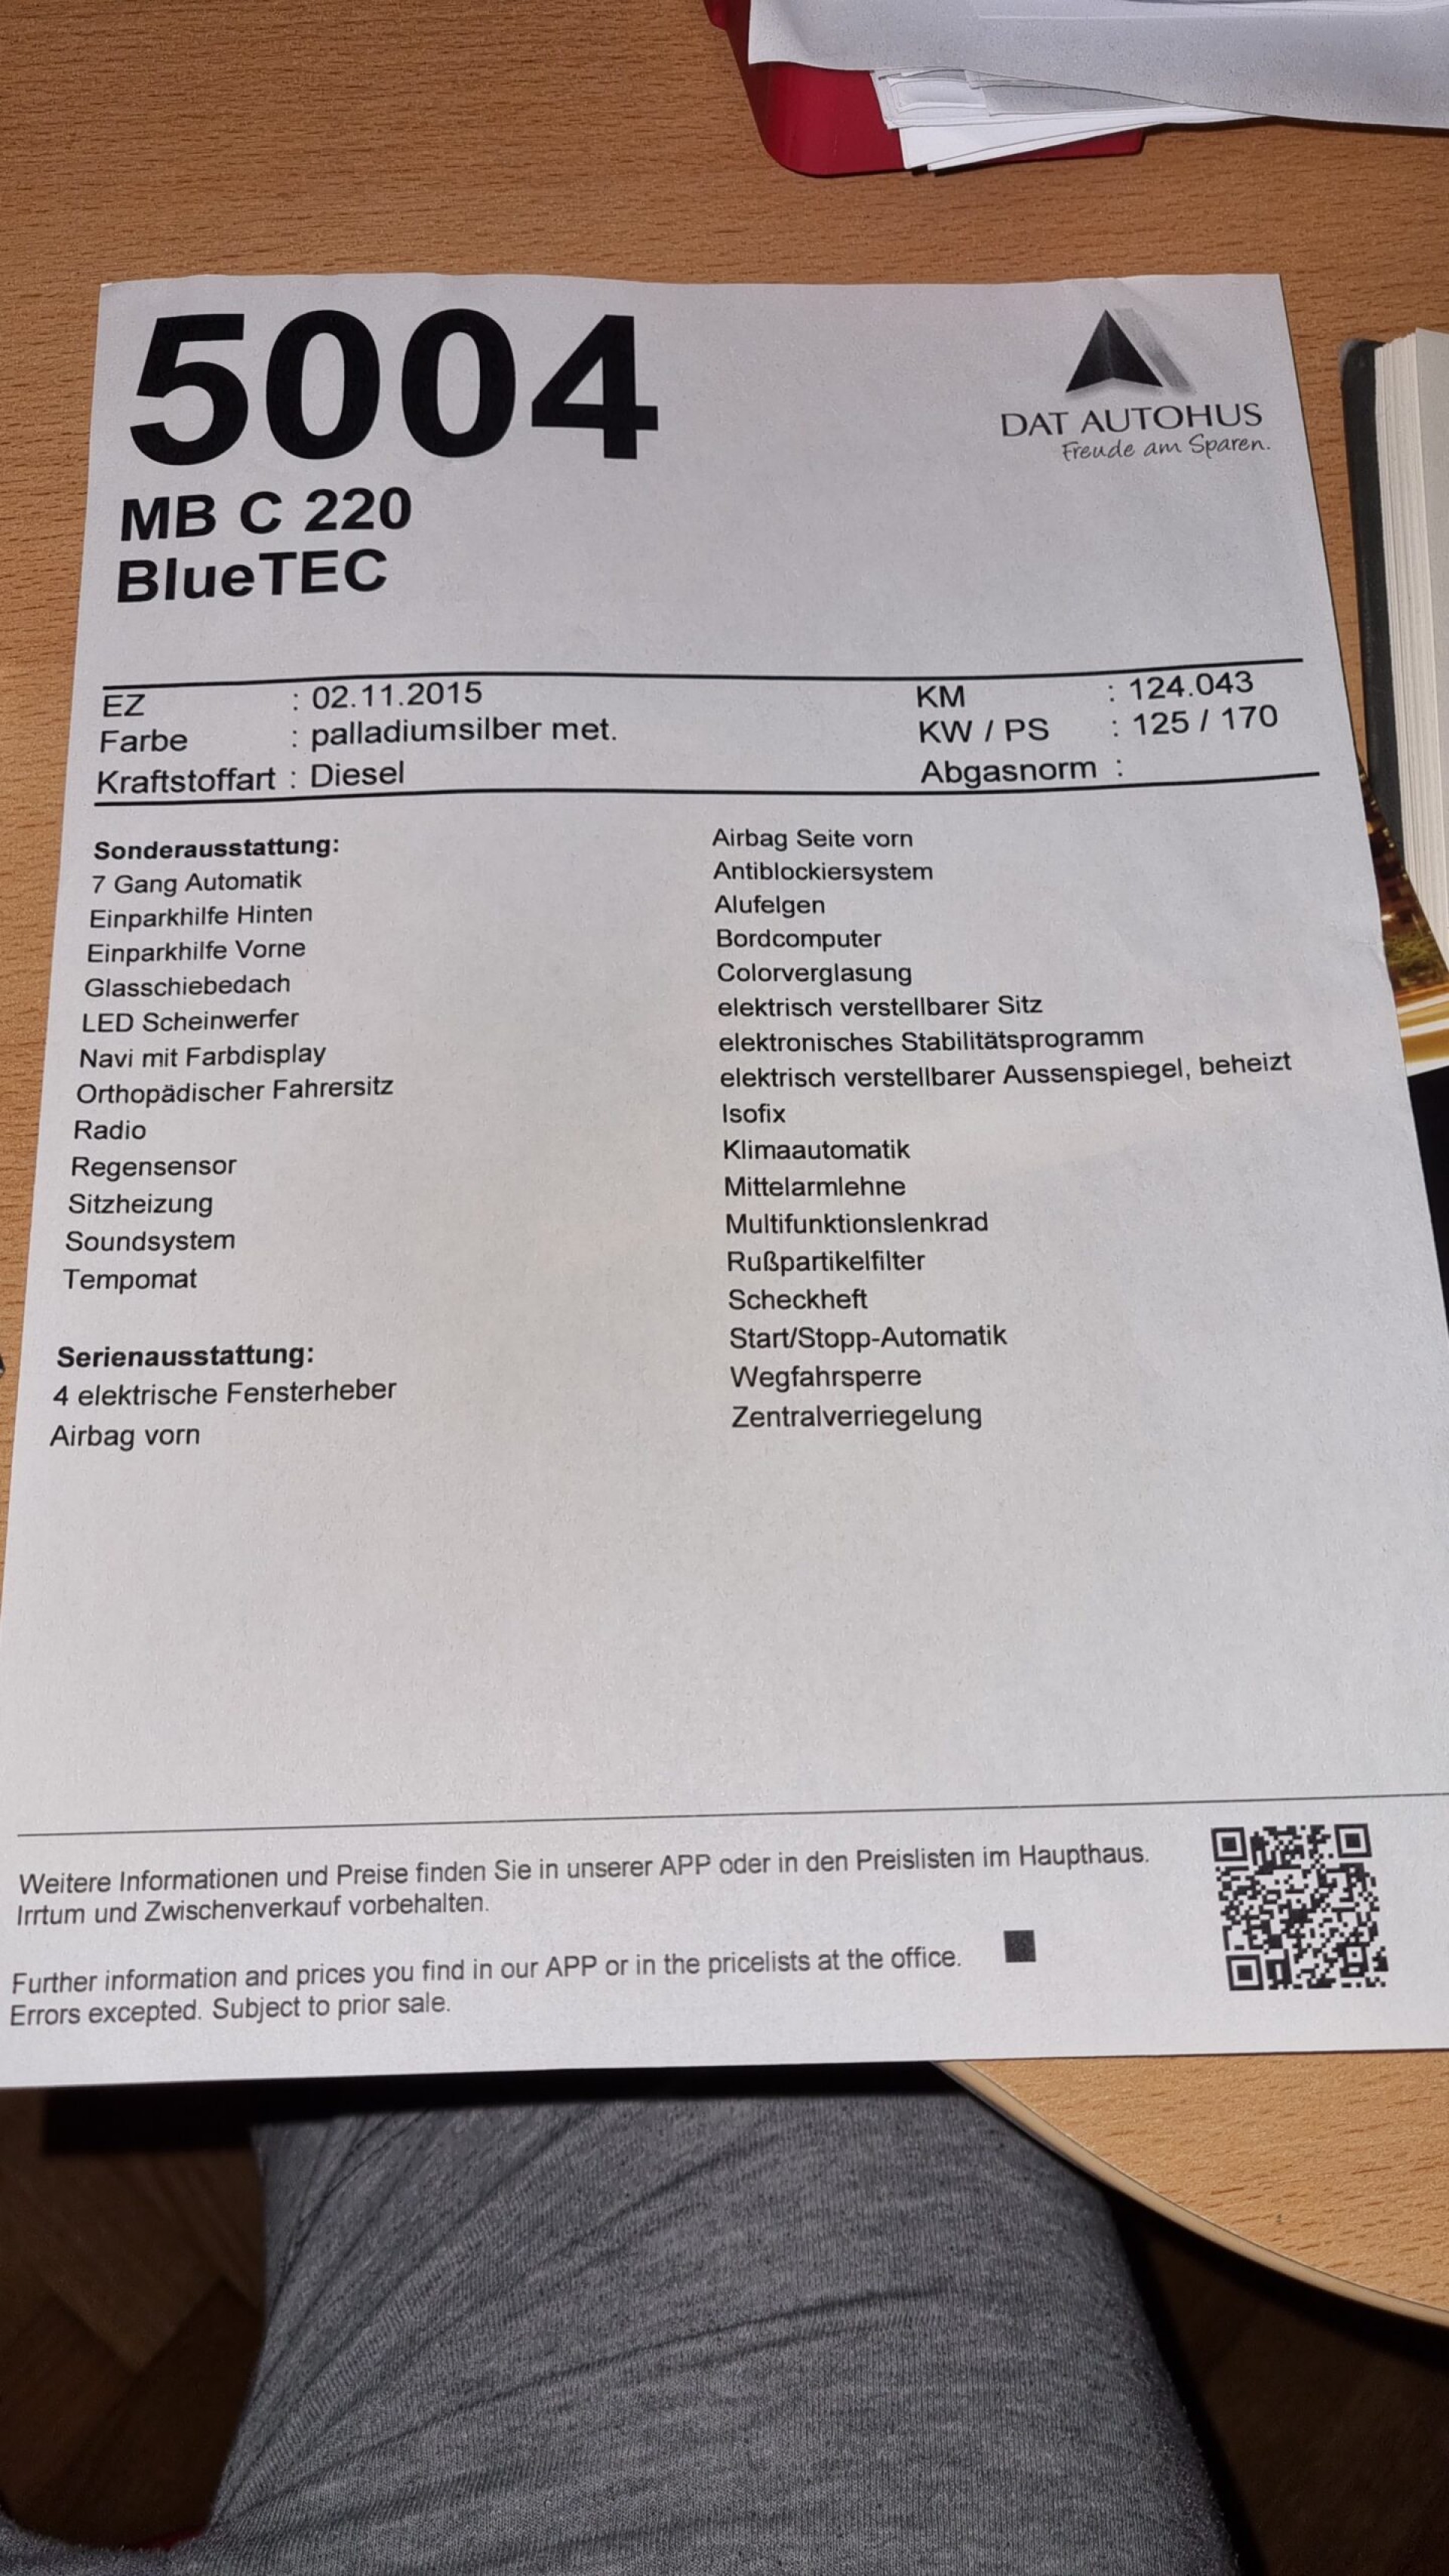 5004
DAT AUTOHUS
Freude am Sparen.
MB C 220
BlueTEC
EZ : 02.11.2015
Farbe : palladiumsilber met.
Kraftstoffart : Diesel
KM : 124.043
KW / PS : 125 / 170
Abgasnorm :
Sonderausstattung:
7 Gang Automatik
Einparkhilfe Hinten
Einparkhilfe Vorne
Glasschiebedach
LED Scheinwerfer
Navi mit Farbdisplay
Orthopädischer Fahrersitz
Radio
Regensensor
Sitzheizung
Soundsystem
Tempomat
Serienausstattung:
4 elektrische Fensterheber
Airbag vorn
Airbag Seite vorn
Antiblockiersystem
Alufelgen
Bordcomputer
Colorverglasung
elektrisch verstellbarer Sitz
elektronisches Stabilitätsprogramm
elektrisch verstellbarer Aussenspiegel, beheizt
Isofix
Klimaautomatik
Mittelarmlehne
Multifunktionslenkrad
Rußpartikelfilter
Scheckheft
Start/Stopp-Automatik
Wegfahrsperre
Zentralverriegelung
Weitere Informationen und Preise finden Sie in unserer APP oder in den Preislisten im Haupthaus.
Irrtum und Zwischenverkauf vorbehalten.
Further information and prices you find in our APP or in the pricelists at the office.
Errors excepted. Subject to prior sale.